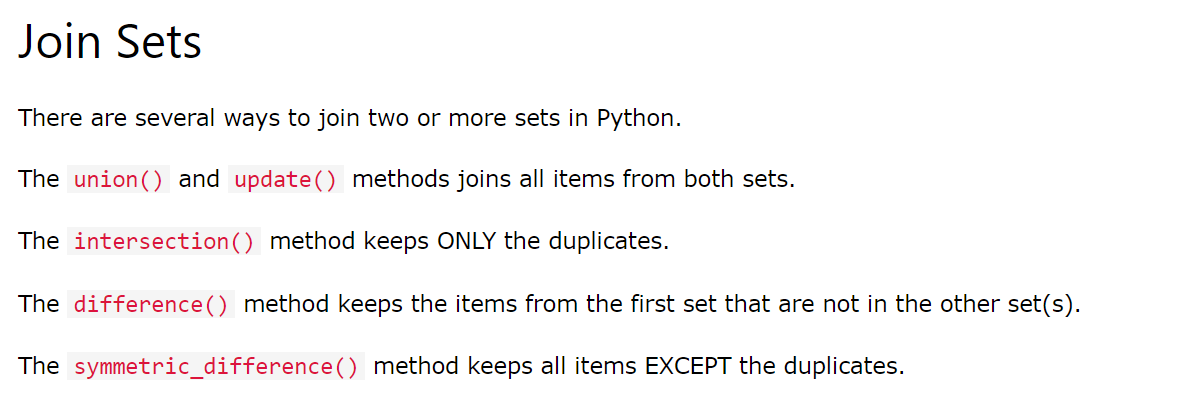 Join Sets
There are several ways to join two or more sets in Python.
The union() and update() methods joins all items from both sets.
The intersection() method keeps ONLY the duplicates.
The difference() method keeps the items from the first set that are not in the other set(s).
The symmetric_difference() method keeps all items EXCEPT the duplicates.